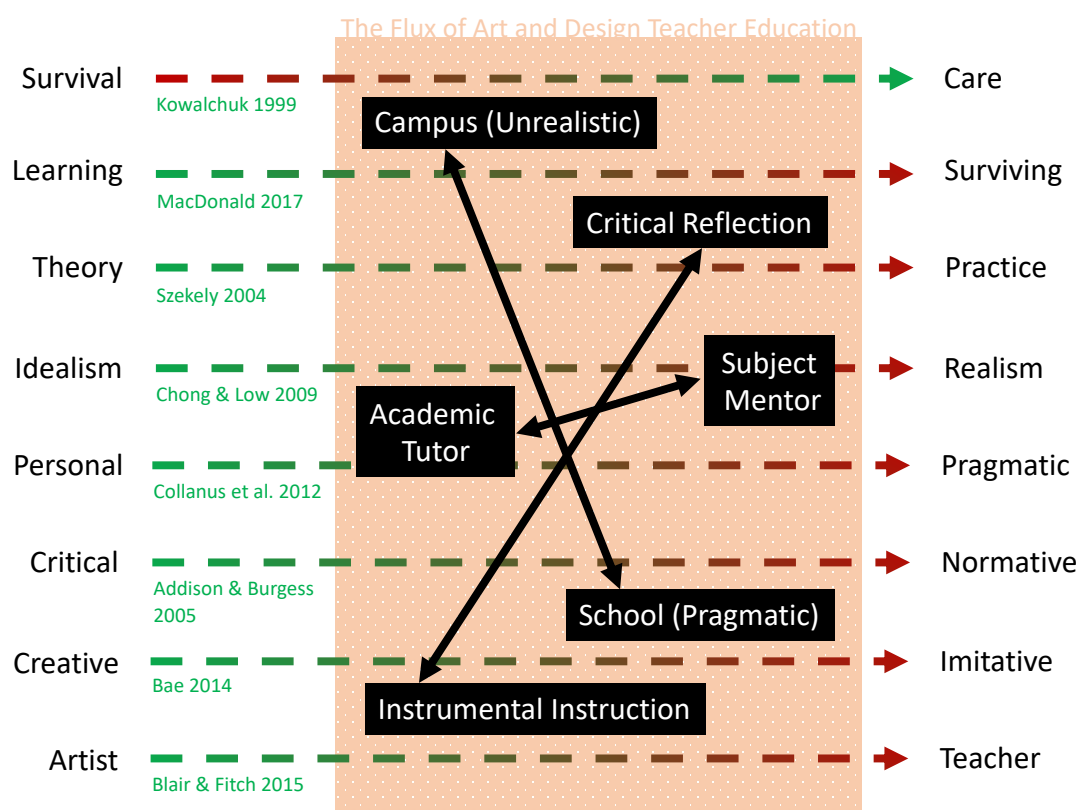 The Flux of Art and Design Teacher Education
Survival
Care
Kowalchuk 1999
Campus (Unrealistic)
Learning
Surviving
MacDonald 2017
Critical Reflection
Theory
Practice
Szekely 2004
Idealism
Realism
Chong & Low 2009
Subject
Mentor
Academic
Tutor
Personal
Pragmatic
Collanus et al. 2012
Critical
Normative
Addison & Burgess
2005
School (Pragmatic)
Creative
Imitative
Bae 2014
Instrumental Instruction
Artist
Teacher
Blair & Fitch 2015